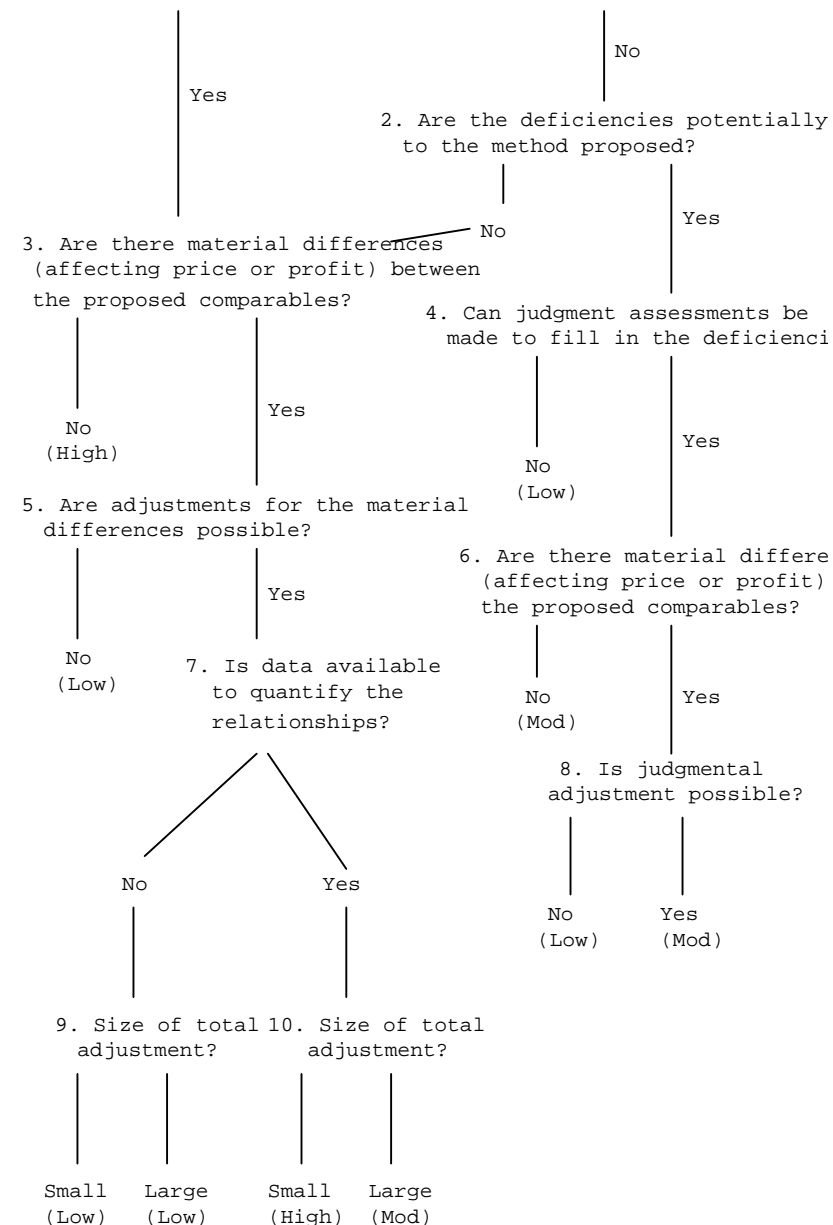 No
Yes
2. Are the deficiencies potentially
to the method proposed?
No
Yes
3. Are there material differences
(affecting price or profit) between
the proposed comparables?
4. Can judgment assessments be
made to fill in the deficienci
No
(High)
Yes
No
(Low)
Yes
5. Are adjustments for the material
differences possible?
6. Are there material differe
(affecting price or profit)
the proposed comparables?
No
(Low)
Yes
7. Is data available
to quantify the
relationships?
No
(Mod)
Yes
8. Is judgmental
adjustment possible?
No
Yes
No
(Low)
Yes
(Mod)
9. Size of total
adjustment?
10. Size of total
adjustment?
Small
(Low)
Large
(Low)
Small
(High)
Large
(Mod)